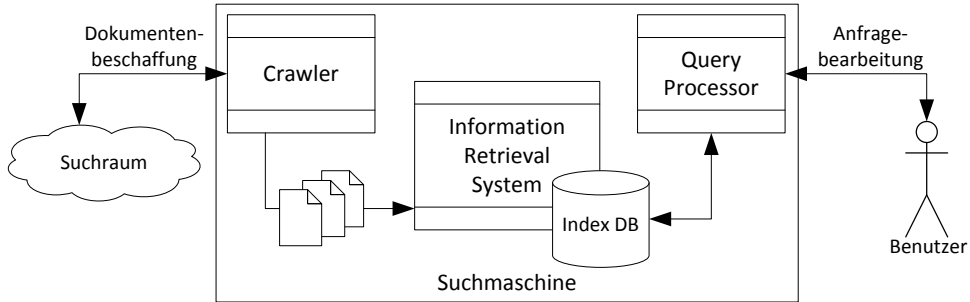 Dokumenten-
beschaffung
Crawler
Suchraum
Information
Retrieval
System
Index DB
Query
Processor
Anfrage-
bearbeitung
Benutzer
Suchmaschine